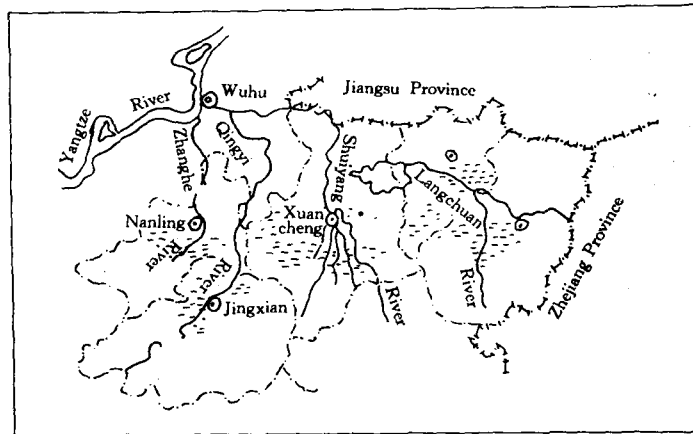 Wuhu
Jiangsu Province
Yangtze River
Zhanghe River
Qingyi River
Shuiyang River
Langchuan River
Nanling
Xuan
cheng
Jingxian
Zhejiang Province